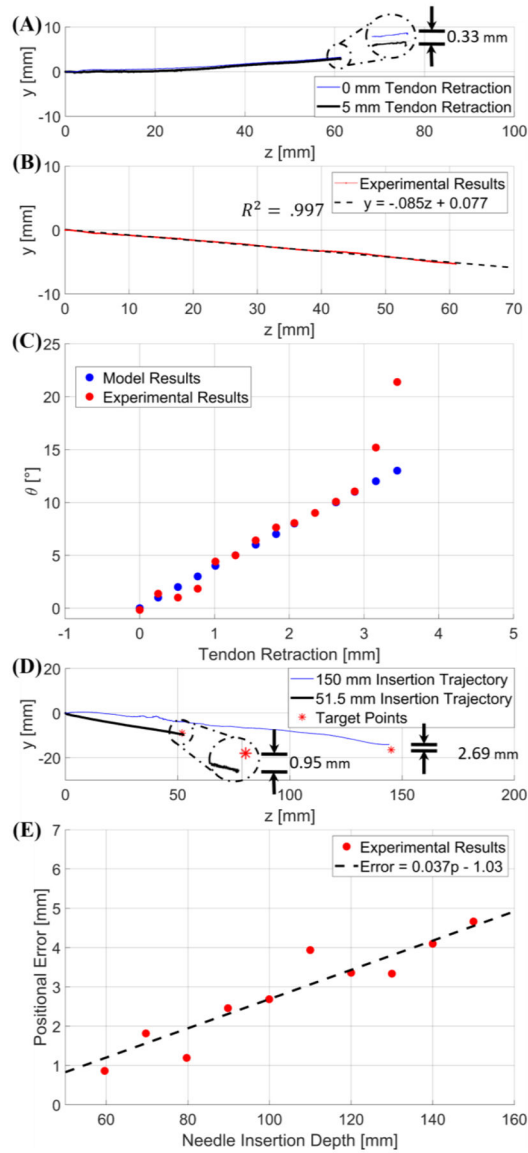 (A)
10
0
-10
y [mm]
0.33 mm
0 mm Tendon Retraction
5 mm Tendon Retraction
0 20 40 60 80 100
z [mm]
(B)
10
0
-10
y [mm]
R² = .997
Experimental Results
y = -.085z + 0.077
0 10 20 30 40 50 60 70
z [mm]
(C)
25
20
15
10
5
0
θ [°]
Model Results
Experimental Results
-1 0 1 2 3 4 5
Tendon Retraction [mm]
(D)
20
0
-20
y [mm]
150 mm Insertion Trajectory
51.5 mm Insertion Trajectory
Target Points
0.95 mm
2.69 mm
0 50 100 150 200
z [mm]
(E)
7
6
5
4
3
2
1
0
Positional Error [mm]
Experimental Results
Error = 0.037p - 1.03
60 80 100 120 140 160
Needle Insertion Depth [mm]